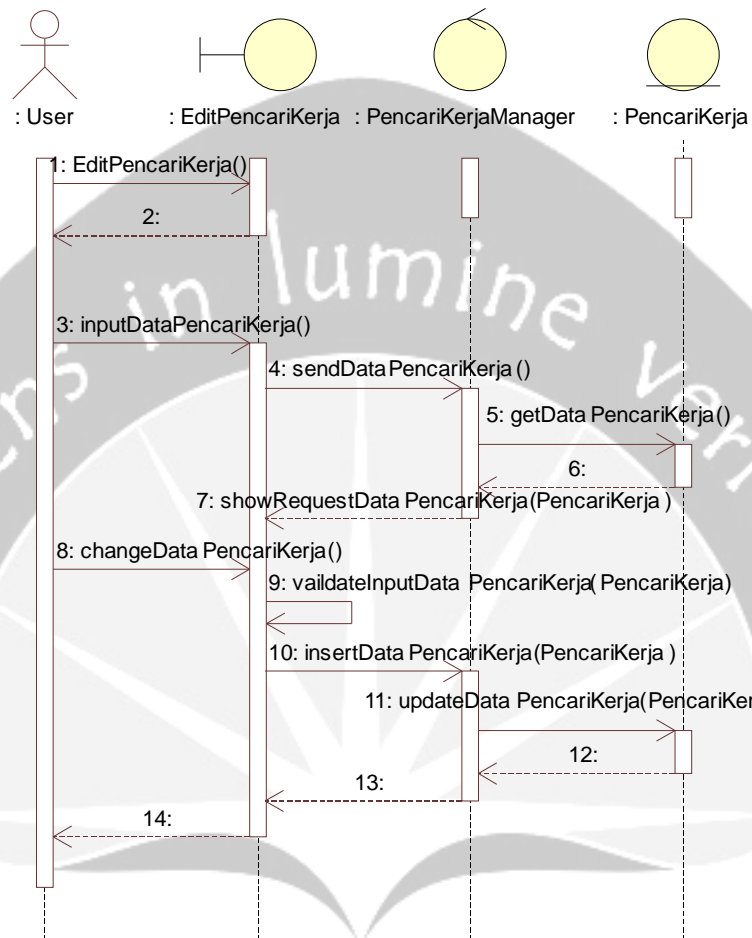 : User
: EditPencariKerja
: PencariKerjaManager
: PencariKerja
1: EditPencariKerja()
2:
in lumine
3: inputDataPencariKerja()
4: sendData PencariKerja ()
5: getData PencariKerja()
6:
7: showRequestData PencariKerja(PencariKerja )
8: changeData PencariKerja()
9: vaildateInputData PencariKerja( PencariKerja)
10: insertData PencariKerja(PencariKerja )
11: updateData PencariKerja(PencariKer
12:
13:
14: